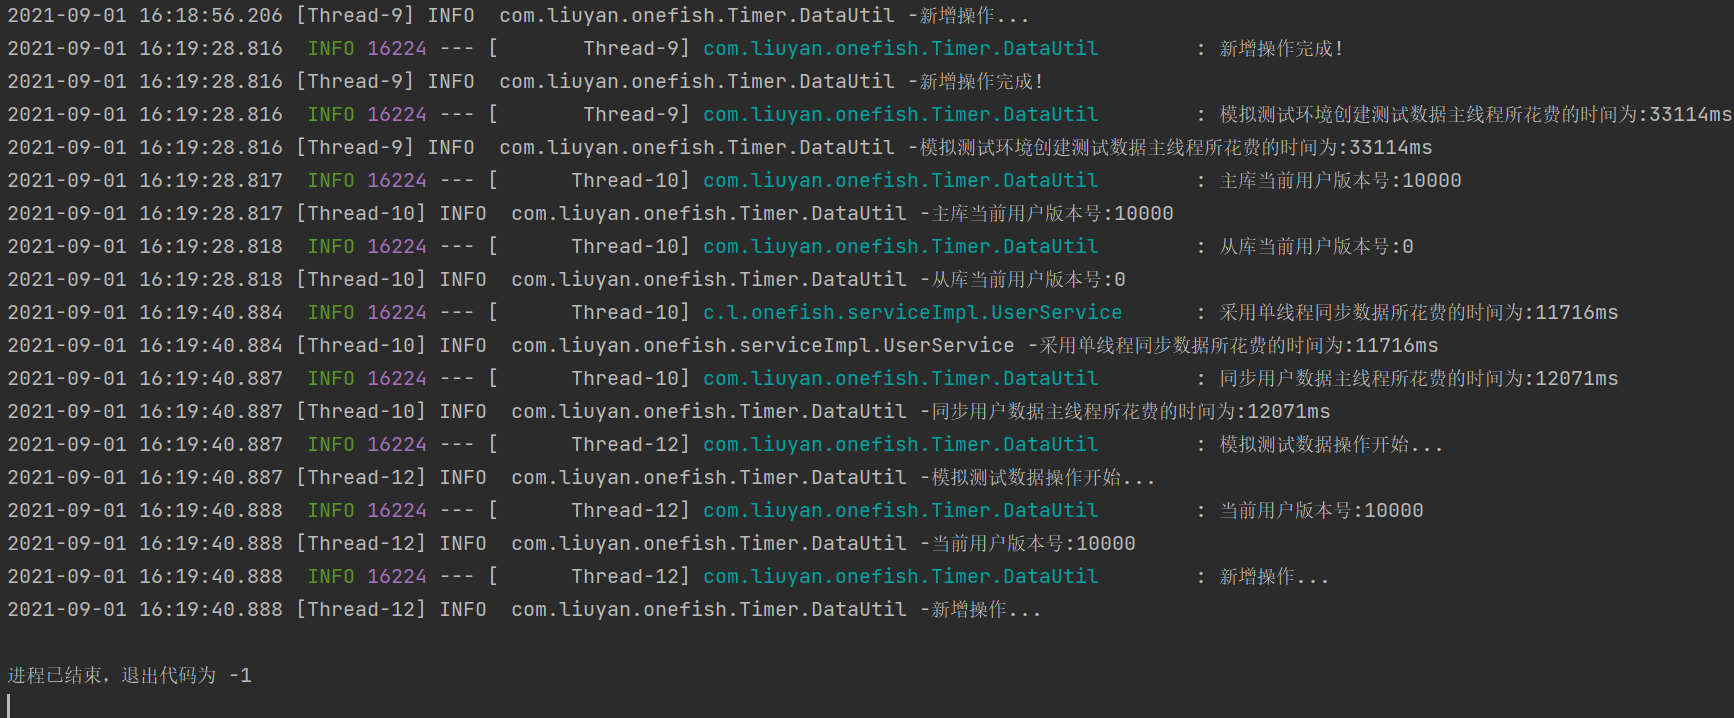 2021-09-01 16:18:56.206 [Thread-9] INFO  com.liuyan.onefish.Timer.DataUtil -新增操作...
2021-09-01 16:19:28.816  INFO 16224 --- [       Thread-9] com.liuyan.onefish.Timer.DataUtil        : 新增操作完成!
2021-09-01 16:19:28.816 [Thread-9] INFO  com.liuyan.onefish.Timer.DataUtil -新增操作完成!
2021-09-01 16:19:28.816  INFO 16224 --- [       Thread-9] com.liuyan.onefish.Timer.DataUtil        : 模拟测试环境创建测试数据主线程所花费的时间为:33114ms
2021-09-01 16:19:28.816 [Thread-9] INFO  com.liuyan.onefish.Timer.DataUtil -模拟测试环境创建测试数据主线程所花费的时间为:33114ms
2021-09-01 16:19:28.817  INFO 16224 --- [      Thread-10] com.liuyan.onefish.Timer.DataUtil        : 主库当前用户版本号:10000
2021-09-01 16:19:28.817 [Thread-10] INFO  com.liuyan.onefish.Timer.DataUtil -主库当前用户版本号:10000
2021-09-01 16:19:28.818  INFO 16224 --- [      Thread-10] com.liuyan.onefish.Timer.DataUtil        : 从库当前用户版本号:0
2021-09-01 16:19:28.818 [Thread-10] INFO  com.liuyan.onefish.Timer.DataUtil -从库当前用户版本号:0
2021-09-01 16:19:40.884  INFO 16224 --- [      Thread-10] c.l.onefish.serviceImpl.UserService      : 采用单线程同步数据所花费的时间为:11716ms
2021-09-01 16:19:40.884 [Thread-10] INFO  com.liuyan.onefish.serviceImpl.UserService -采用单线程同步数据所花费的时间为:11716ms
2021-09-01 16:19:40.887  INFO 16224 --- [      Thread-10] com.liuyan.onefish.Timer.DataUtil        : 同步用户数据主线程所花费的时间为:12071ms
2021-09-01 16:19:40.887 [Thread-10] INFO  com.liuyan.onefish.Timer.DataUtil -同步用户数据主线程所花费的时间为:12071ms
2021-09-01 16:19:40.887  INFO 16224 --- [      Thread-12] com.liuyan.onefish.Timer.DataUtil        : 模拟测试数据操作开始...
2021-09-01 16:19:40.887 [Thread-12] INFO  com.liuyan.onefish.Timer.DataUtil -模拟测试数据操作开始...
2021-09-01 16:19:40.888  INFO 16224 --- [      Thread-12] com.liuyan.onefish.Timer.DataUtil        : 当前用户版本号:10000
2021-09-01 16:19:40.888 [Thread-12] INFO  com.liuyan.onefish.Timer.DataUtil -当前用户版本号:10000
2021-09-01 16:19:40.888  INFO 16224 --- [      Thread-12] com.liuyan.onefish.Timer.DataUtil        : 新增操作...
2021-09-01 16:19:40.888 [Thread-12] INFO  com.liuyan.onefish.Timer.DataUtil -新增操作...
进程已结束，退出代码为 -1